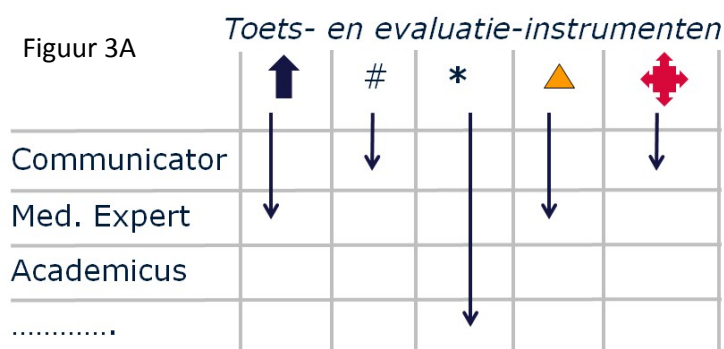 Toets- en evaluatie-instrumenten
Figuur 3A
# *
Communicator
Med. Expert
Academicus
.............